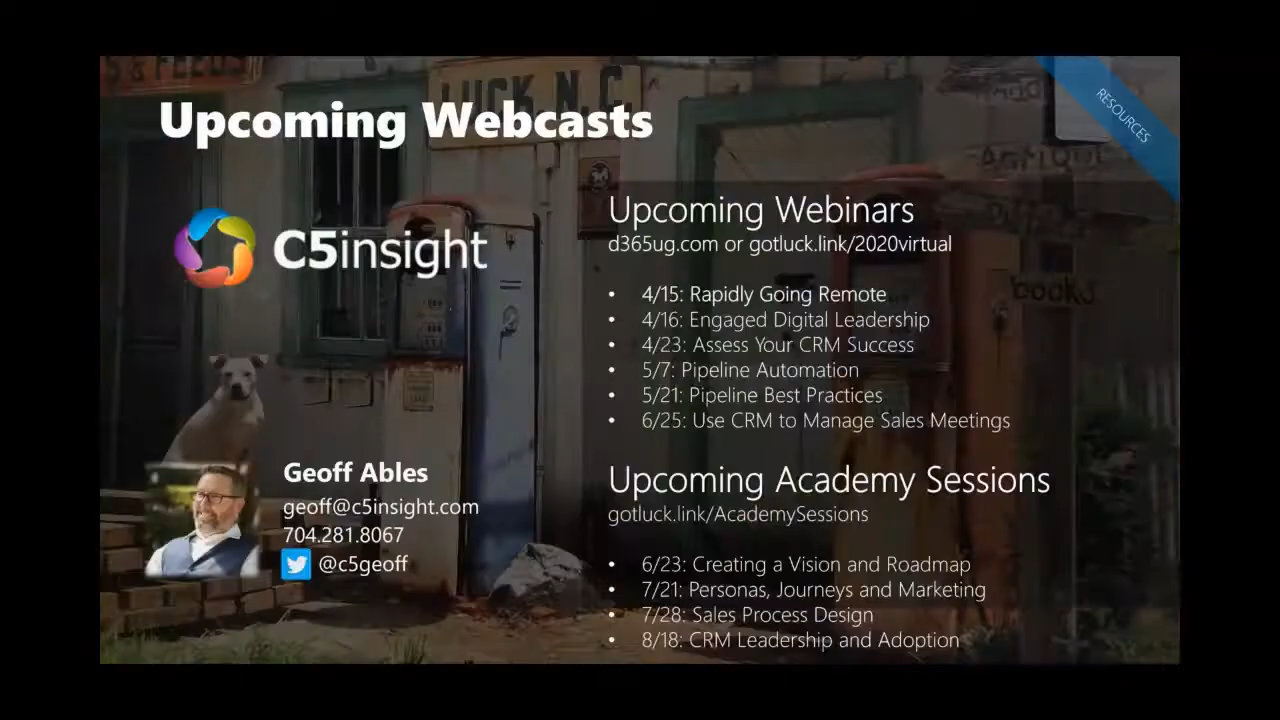 S & FEEDS
LUCK, N.C.
Upcoming Webcasts
RESOURCES
C5insight
Geoff Ables
geoff@c5insight.com
704.281.8067
@c5geoff
Upcoming Webinars
d365ug.com or gotluck.link/2020virtual
• 4/15: Rapidly Going Remote
• 4/16: Engaged Digital Leadership
• 4/23: Assess Your CRM Success
• 5/7: Pipeline Automation
• 5/21: Pipeline Best Practices
• 6/25: Use CRM to Manage Sales Meetings
Upcoming Academy Sessions
gotluck.link/AcademySessions
• 6/23: Creating a Vision and Roadmap
• 7/21: Personas, Journeys and Marketing
• 7/28: Sales Process Design
• 8/18: CRM Leadership and Adoption
books